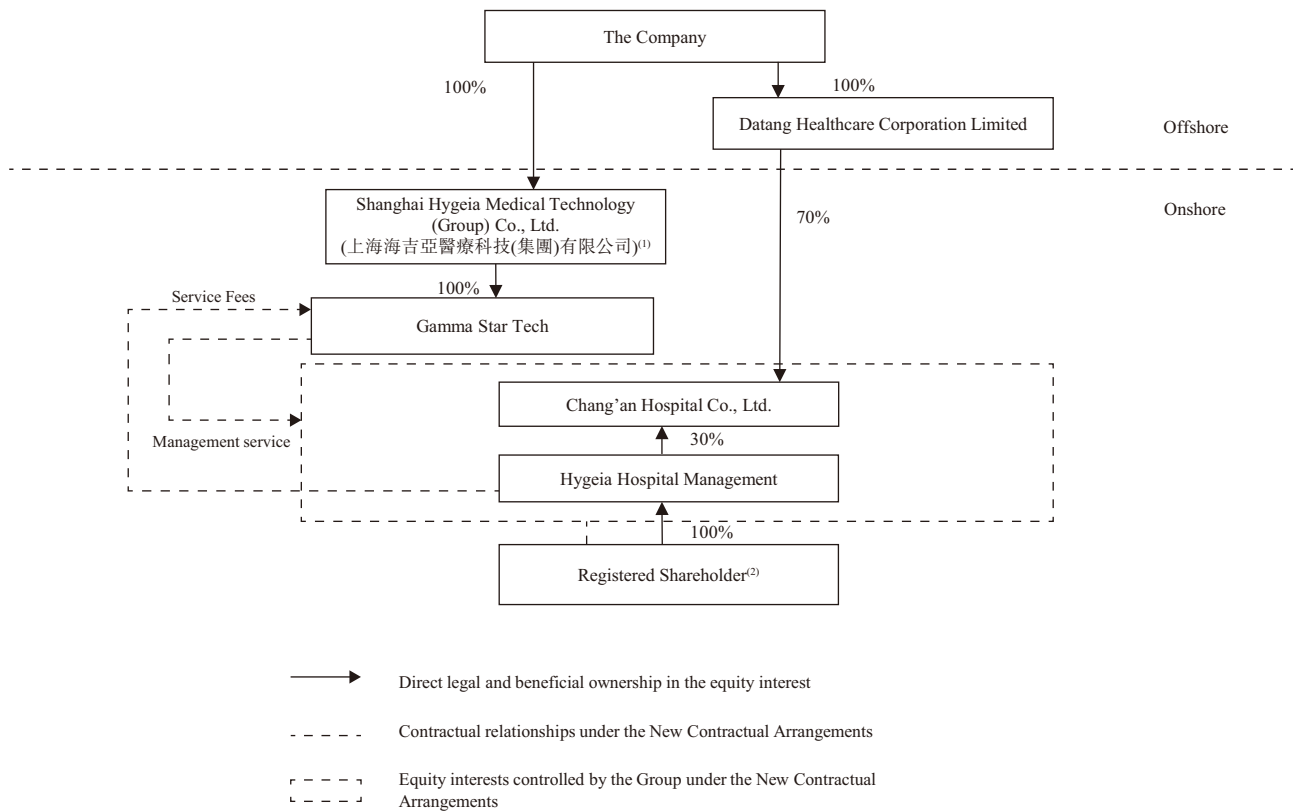 The Company
100%
100%
Datang Healthcare Corporation Limited
Offshore
Shanghai Hygeia Medical Technology
(Group) Co., Ltd.
(上海海吉亞醫療科技(集團)有限公司)(1)
70%
Onshore
100%
Service Fees
Gamma Star Tech
Chang’an Hospital Co., Ltd.
Management service
30%
Hygeia Hospital Management
100%
Registered Shareholder(2)
Direct legal and beneficial ownership in the equity interest
Contractual relationships under the New Contractual Arrangements
Equity interests controlled by the Group under the New Contractual
Arrangements